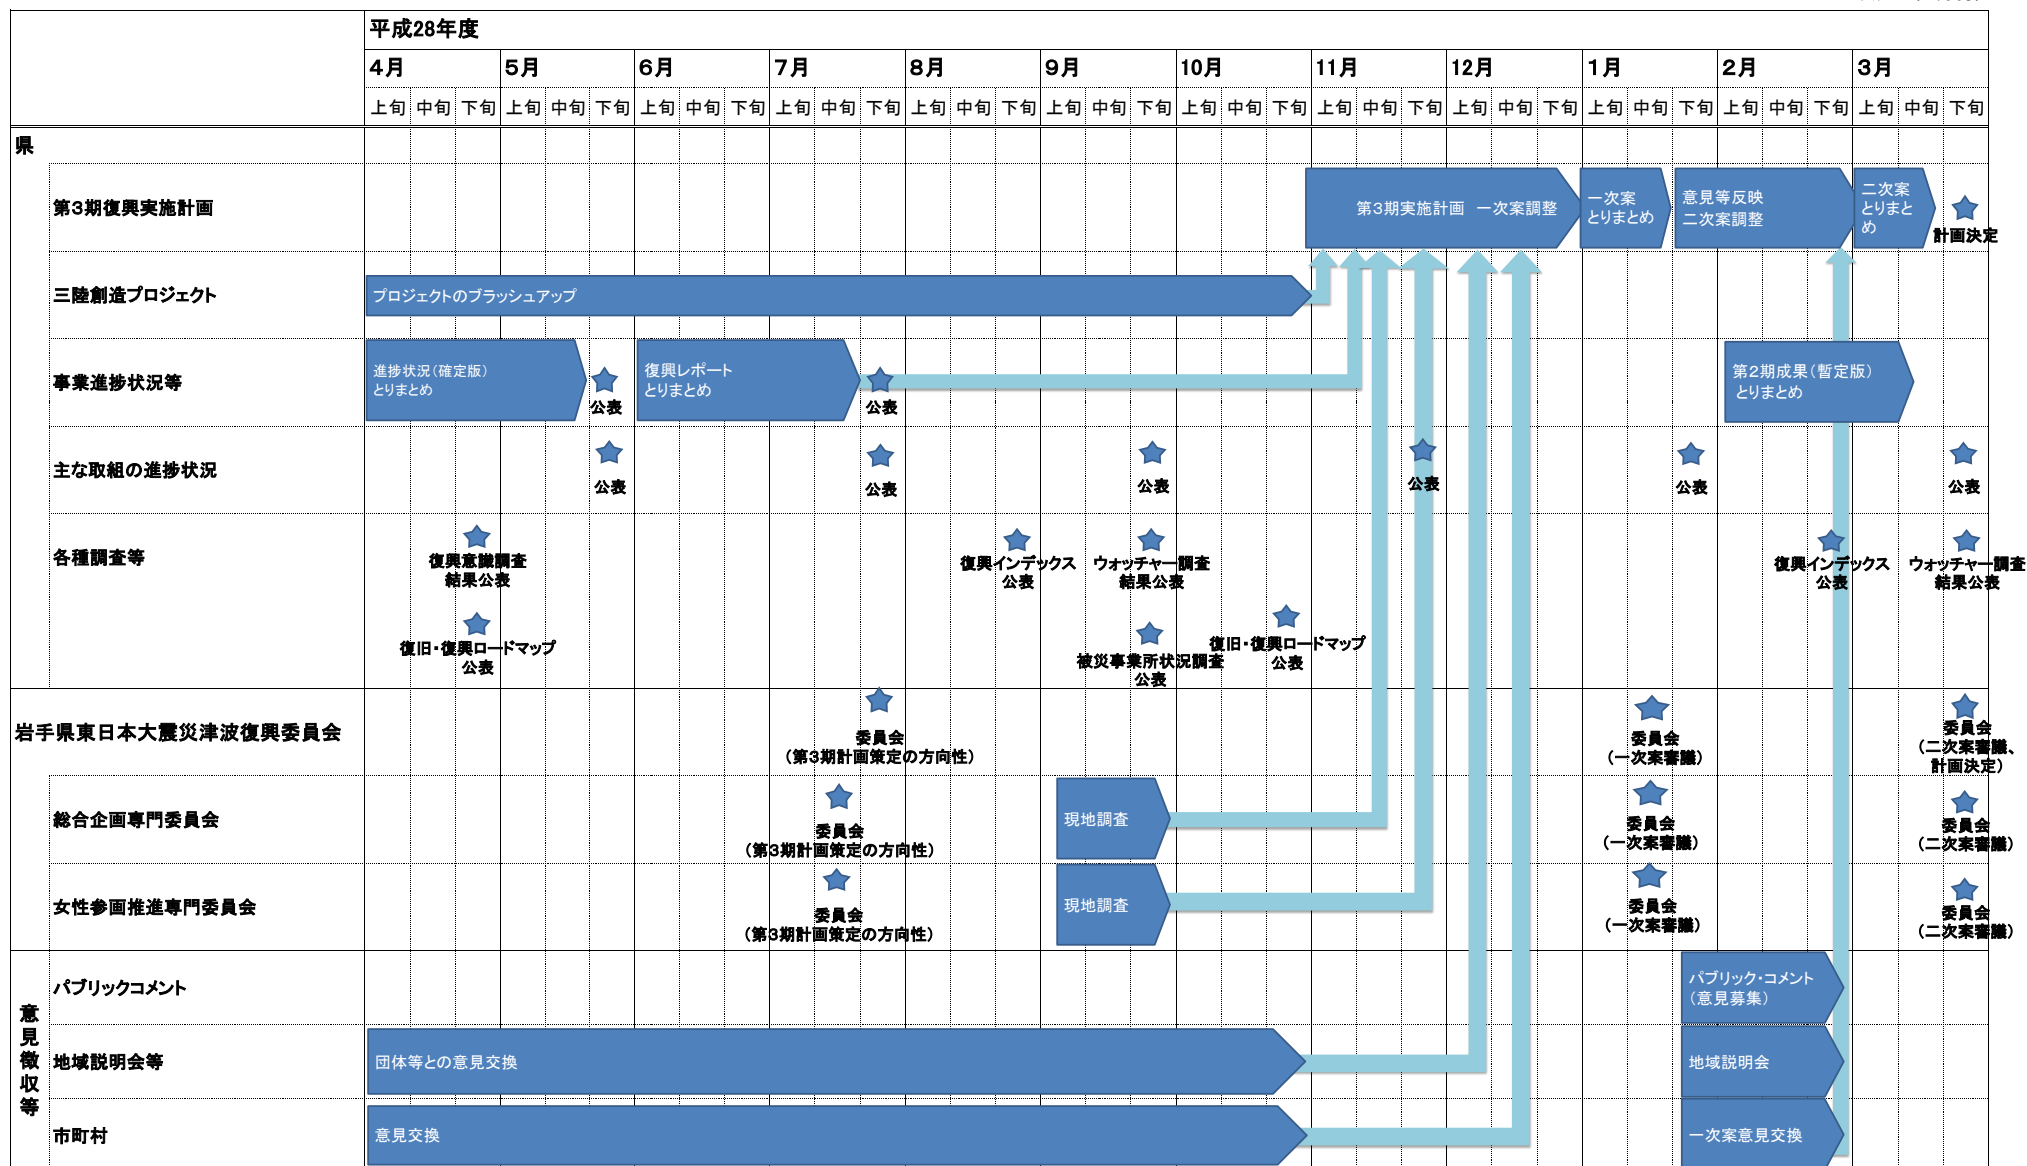 平成28年度
4月 5月 6月 7月 8月 9月 10月 11月 12月 1月 2月 3月
上旬 中旬 下旬 上旬 中旬 下旬 上旬 中旬 下旬 上旬 中旬 下旬 上旬 中旬 下旬 上旬 中旬 下旬 上旬 中旬 下旬 上旬 中旬 下旬 上旬 中旬 下旬 上旬 中旬 下旬 上旬 中旬 下旬 上旬 中旬 下旬
県
第3期復興実施計画
第3期実施計画 一次案調整
一次案
とりまとめ
意見等反映
二次案調整
二次案
とりまと
め
計画決定
三陸創造プロジェクト
プロジェクトのブラッシュアップ
事業進捗状況等
進捗状況(確定版)
とりまとめ
公表
復興レポート
とりまとめ
公表
第2期成果(暫定版)
とりまとめ
主な取組の進捗状況
公表
公表
公表
公表
公表
公表
各種調査等
復興意識調査
結果公表
復興インデックス
公表
ウォッチャー調査
結果公表
復興インデックス
公表
ウォッチャー調査
結果公表
復旧・復興ロードマップ
公表
被災事業所状況調査
公表
復旧・復興ロードマップ
公表
岩手県東日本大震災津波復興委員会
委員会
(第3期計画策定の方向性)
委員会
(一次案審議)
委員会
(二次案審議、
計画決定)
総合企画専門委員会
委員会
(第3期計画策定の方向性)
現地調査
委員会
(一次案審議)
委員会
(二次案審議)
女性参画推進専門委員会
委員会
(第3期計画策定の方向性)
現地調査
委員会
(一次案審議)
委員会
(二次案審議)
意見徴収等
パブリックコメント
パブリック・コメント
(意見募集)
地域説明会等
団体等との意見交換
地域説明会
市町村
意見交換
一次案意見交換